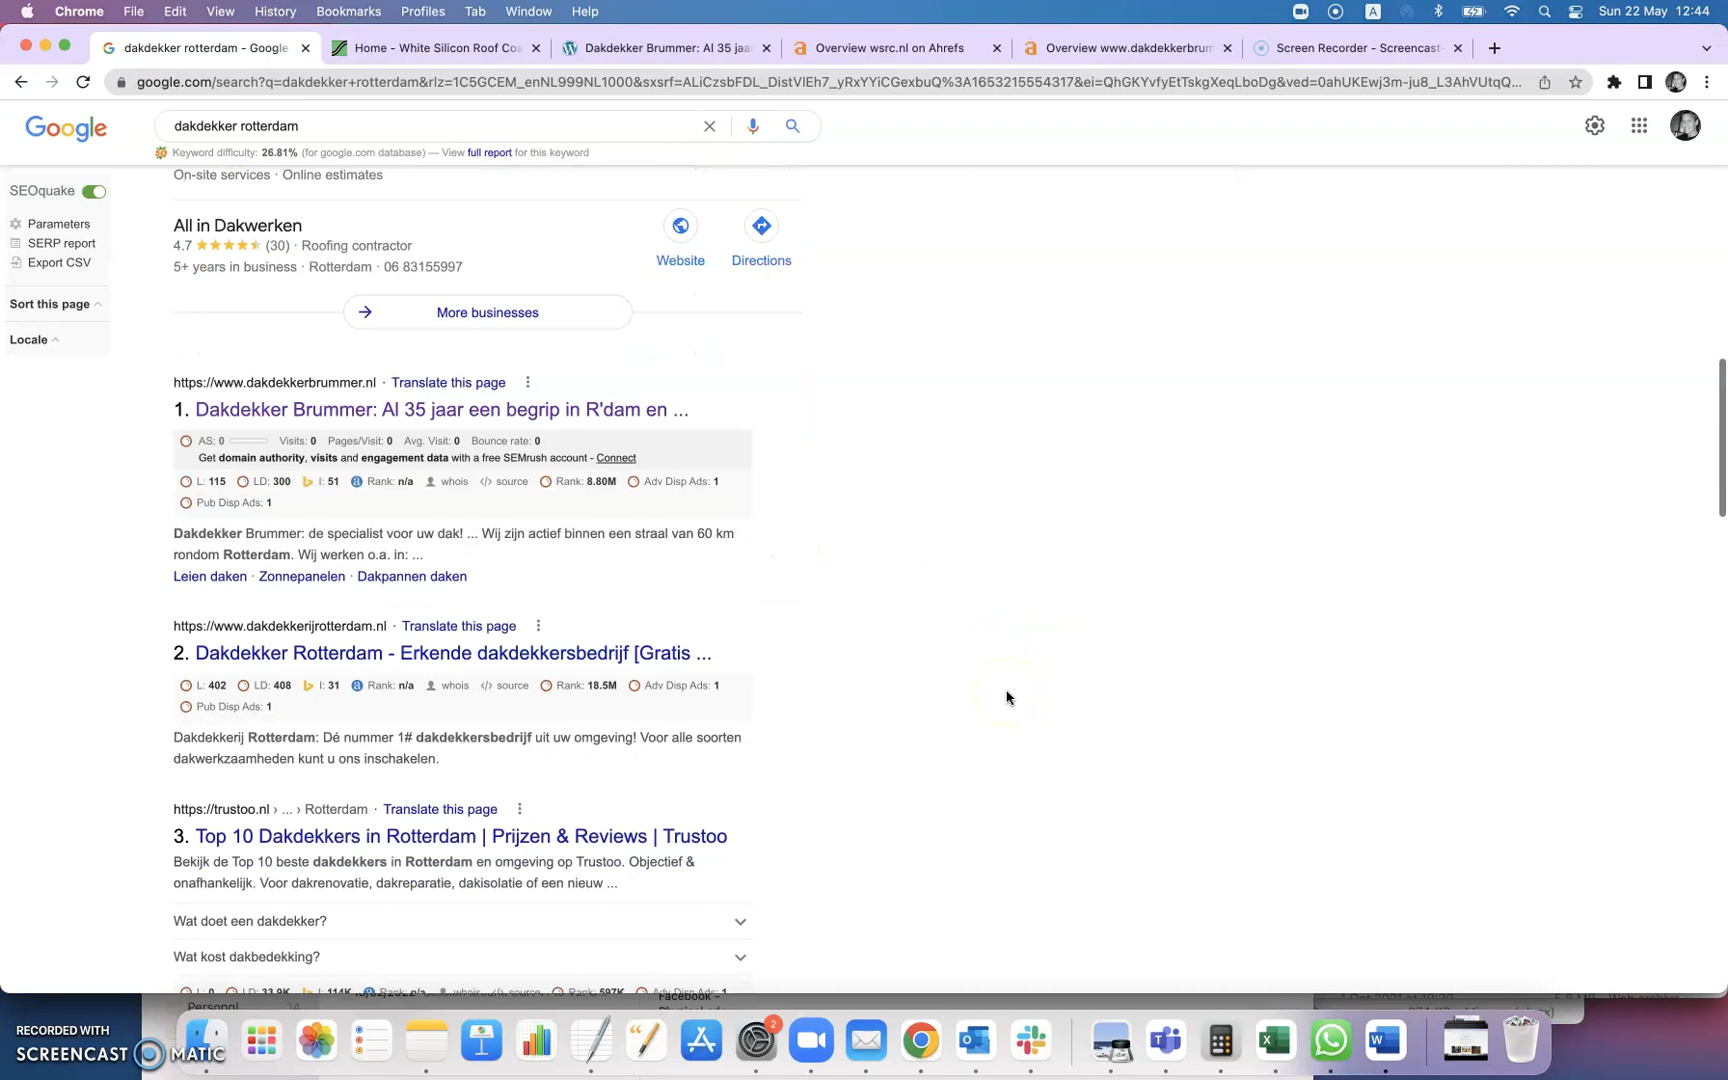 Chrome File Edit View History Bookmarks Profiles Tab Window Help
A
Sun 22 May 12:44
dakdekker rotterdam - Google
Home - White Silicon Roof Coa
Dakdekker Brummer: Al 35 jaa
Overview wsrc.nl on Ahrefs
Overview www.dakdekkerbrum
Screen Recorder - Screencast-
google.com/search?q=dakdekker+rotterdam&rlz=1C5GCEM_enNL999NL1000&sxsrf=ALiCzsbFDL_DistVlEh7_yRxYYiCGexbuQ%3A1653215554317&ei=QhGKYvfyEtTskgXeqLboDg&ved=0ahUKEwj3m-ju8_L3AhVUtqQ...
Google
dakdekker rotterdam
Keyword difficulty: 26.81% (for google.com database) — View full report for this keyword
SEOquake
Parameters
SERP report
Export CSV
Sort this page
Locale
On-site services · Online estimates
All in Dakwerken
4.7 (30) · Roofing contractor
5+ years in business · Rotterdam · 06 83155997
Website
Directions
More businesses
https://www.dakdekkerbrummer.nl · Translate this page
1. Dakdekker Brummer: Al 35 jaar een begrip in R'dam en ...
AS: 0 Visits: 0 Pages/Visit: 0 Avg. Visit: 0 Bounce rate: 0
Get domain authority, visits and engagement data with a free SEMrush account - Connect
L: 115 LD: 300 I: 51 Rank: n/a whois source Rank: 8.80M Adv Disp Ads: 1
Pub Disp Ads: 1
Dakdekker Brummer: de specialist voor uw dak! ... Wij zijn actief binnen een straal van 60 km
rondom Rotterdam. Wij werken o.a. in: ...
Leien daken · Zonnepanelen · Dakpannen daken
https://www.dakdekkerijrotterdam.nl · Translate this page
2. Dakdekker Rotterdam - Erkende dakdekkersbedrijf [Gratis ...
L: 402 LD: 408 I: 31 Rank: n/a whois source Rank: 18.5M Adv Disp Ads: 1
Pub Disp Ads: 1
Dakdekkerij Rotterdam: Dé nummer 1# dakdekkersbedrijf uit uw omgeving! Voor alle soorten
dakwerkzaamheden kunt u ons inschakelen.
https://trustoo.nl › ... › Rotterdam · Translate this page
3. Top 10 Dakdekkers in Rotterdam | Prijzen & Reviews | Trustoo
Bekijk de Top 10 beste dakdekkers in Rotterdam en omgeving op Trustoo. Objectief &
onafhankelijk. Voor dakrenovatie, dakreparatie, dakisolatie of een nieuw ...
Wat doet een dakdekker?
Wat kost dakbedekking?
Facebook -
RECORDED WITH
SCREENCAST MATIC
2